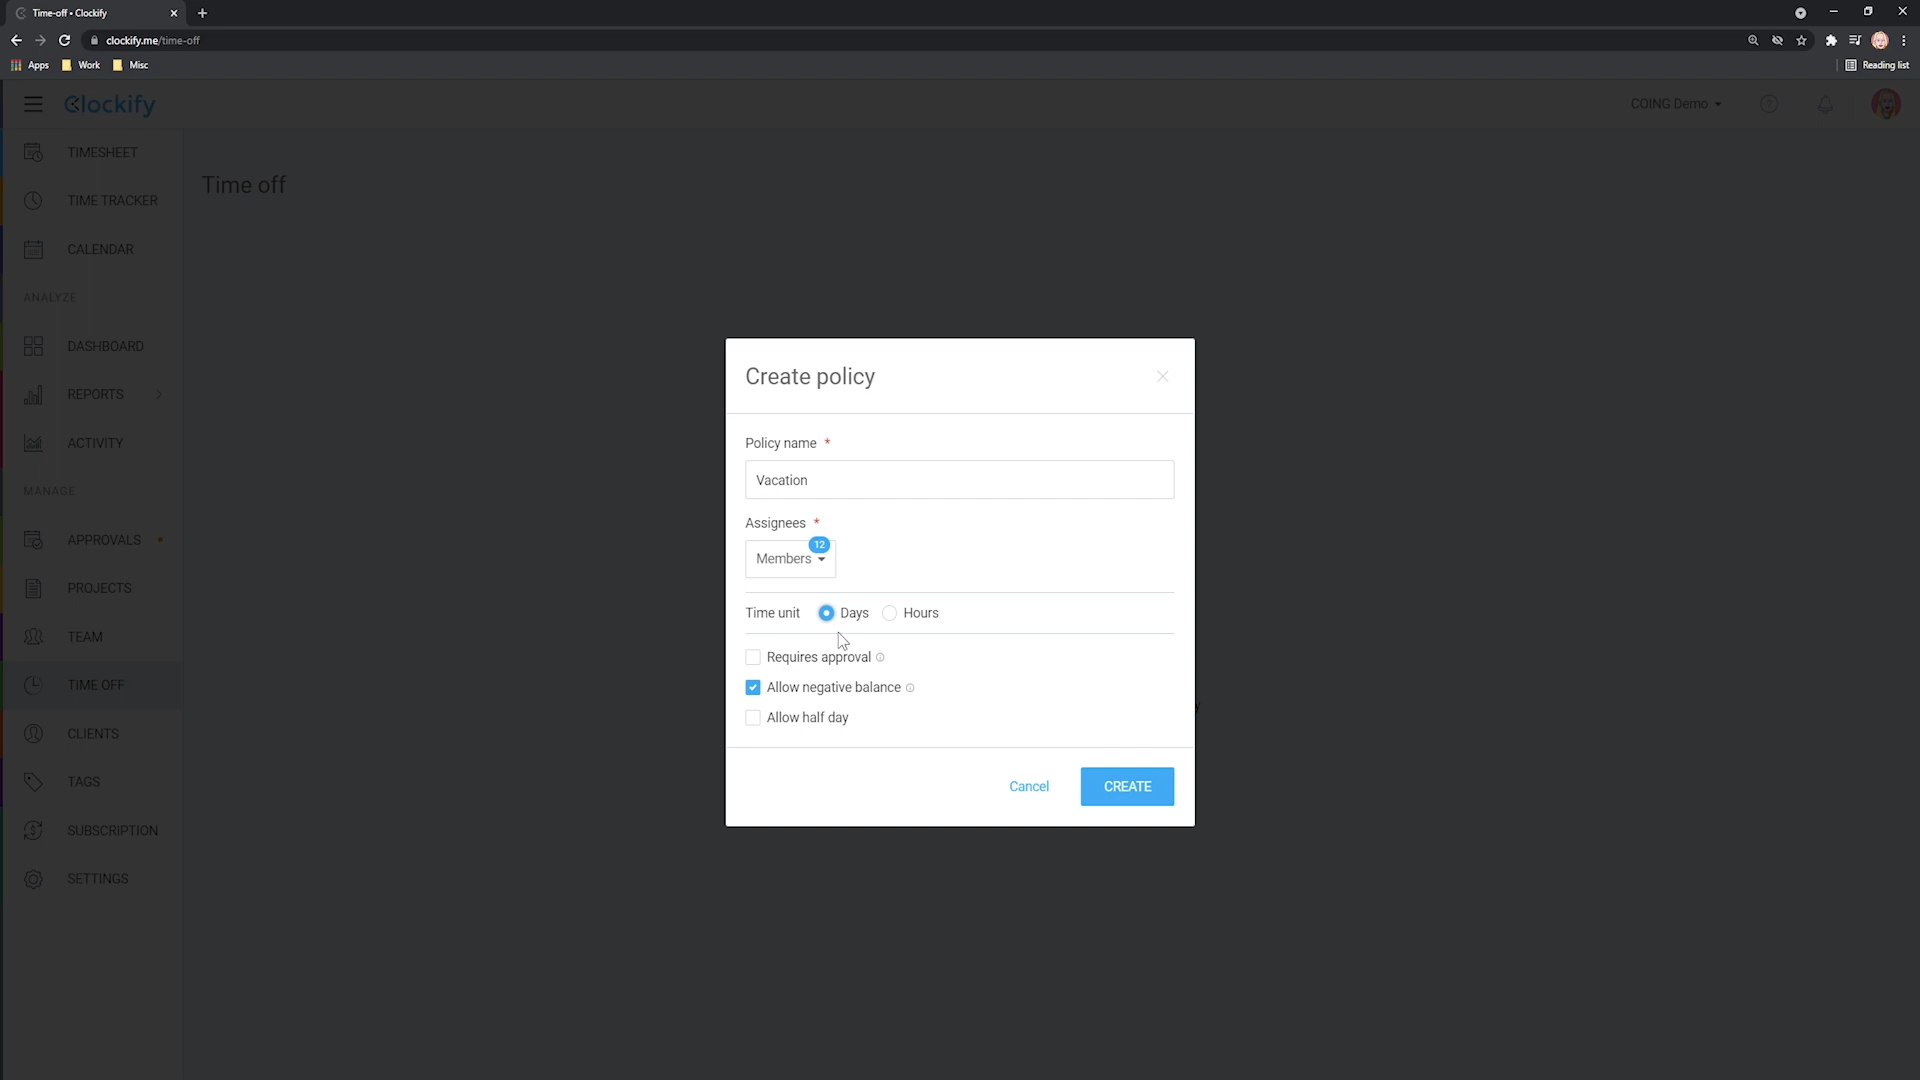 Time-off - Clockify
clockify.me/time-off
Apps Work Misc
Reading list
Clockify
COING Demo
TIMESHEET
TIME TRACKER
CALENDAR
ANALYZE
DASHBOARD
REPORTS
ACTIVITY
MANAGE
APPROVALS
PROJECTS
TEAM
TIME OFF
CLIENTS
TAGS
SUBSCRIPTION
SETTINGS
Time off
Create policy
Policy name *
Vacation
Assignees *
12
Members
Time unit Days Hours
Requires approval
Allow negative balance
Allow half day
y
Cancel CREATE